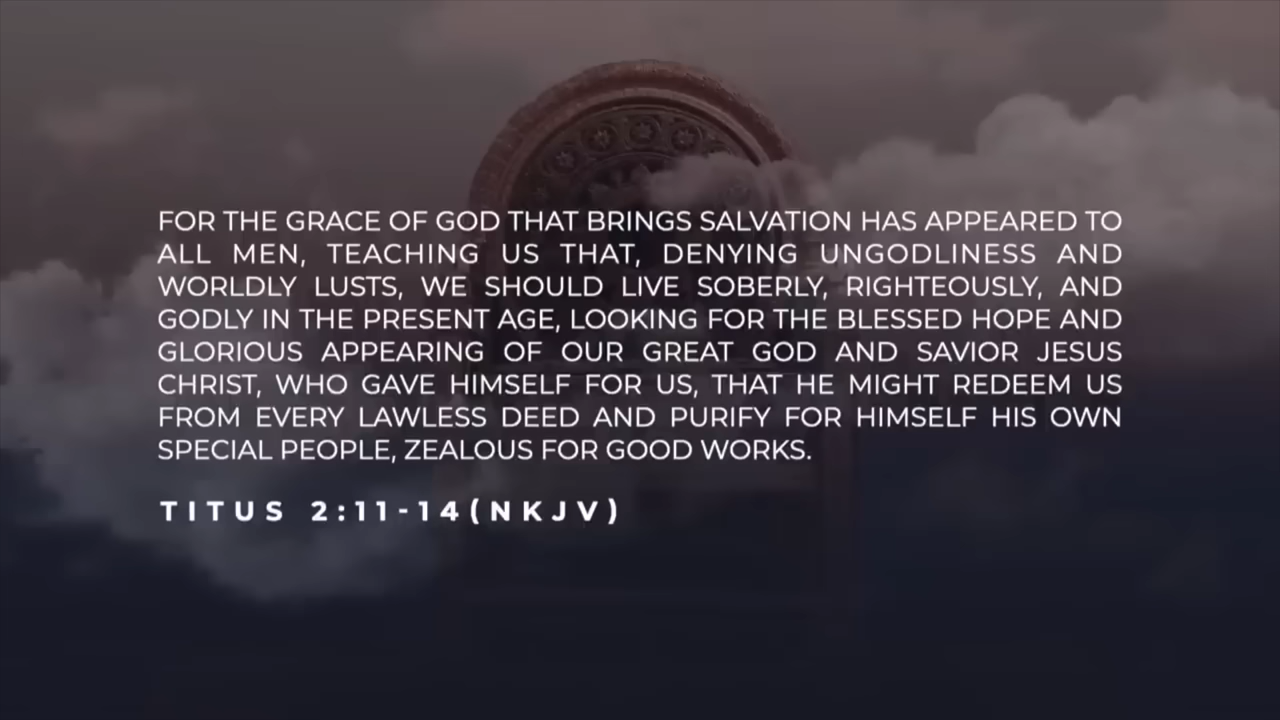 FOR THE GRACE OF GOD THAT BRINGS SALVATION HAS APPEARED TO
ALL MEN, TEACHING US THAT, DENYING UNGODLINESS AND
WORLDLY LUSTS, WE SHOULD LIVE SOBERLY, RIGHTEOUSLY, AND
GODLY IN THE PRESENT AGE, LOOKING FOR THE BLESSED HOPE AND
GLORIOUS APPEARING OF OUR GREAT GOD AND SAVIOR JESUS
CHRIST, WHO GAVE HIMSELF FOR US, THAT HE MIGHT REDEEM US
FROM EVERY LAWLESS DEED AND PURIFY FOR HIMSELF HIS OWN
SPECIAL PEOPLE, ZEALOUS FOR GOOD WORKS.
TITUS 2:11-14(NKJV)